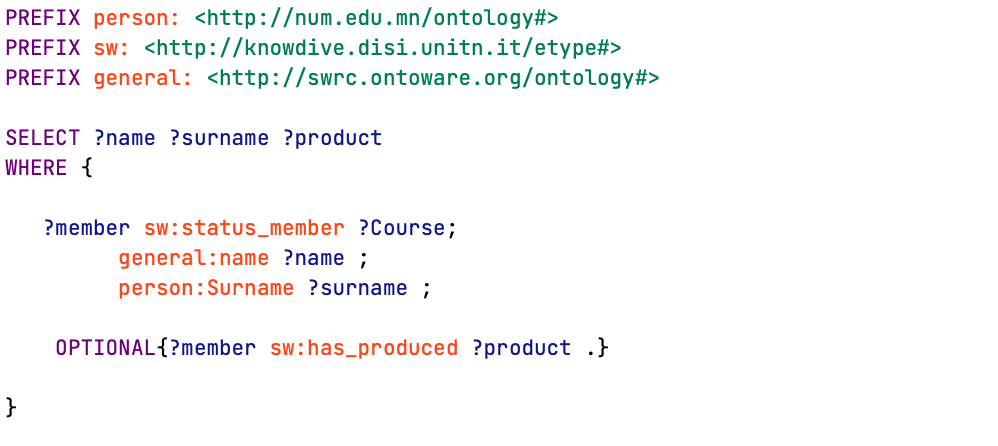 PREFIX person: <http://num.edu.mn/ontology#>
PREFIX sw: <http://knowdive.disi.unitn.it/etype#>
PREFIX general: <http://swrc.ontoware.org/ontology#>
SELECT ?name ?surname ?product
WHERE {
?member sw:status_member ?Course;
general:name ?name ;
person:Surname ?surname ;
OPTIONAL{?member sw:has_produced ?product .}
}